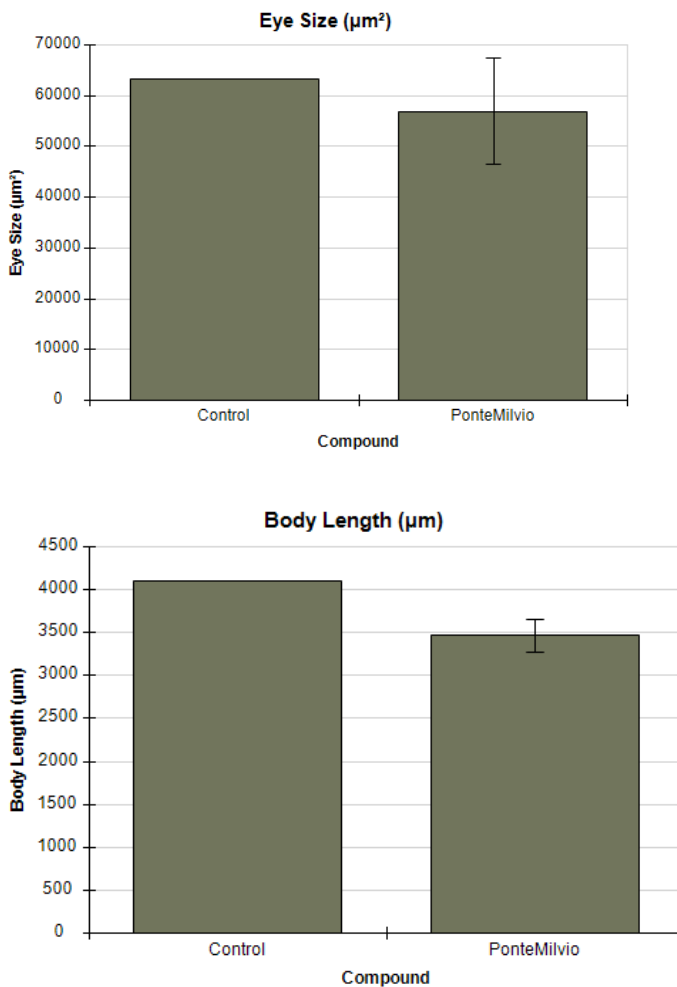 Eye Size (µm²)
70000
60000
50000
40000
30000
20000
10000
0
Eye Size (µm²)
Control PonteMilvio
Compound
Body Length (µm)
4500
4000
3500
3000
2500
2000
1500
1000
500
0
Body Length (µm)
Control PonteMilvio
Compound